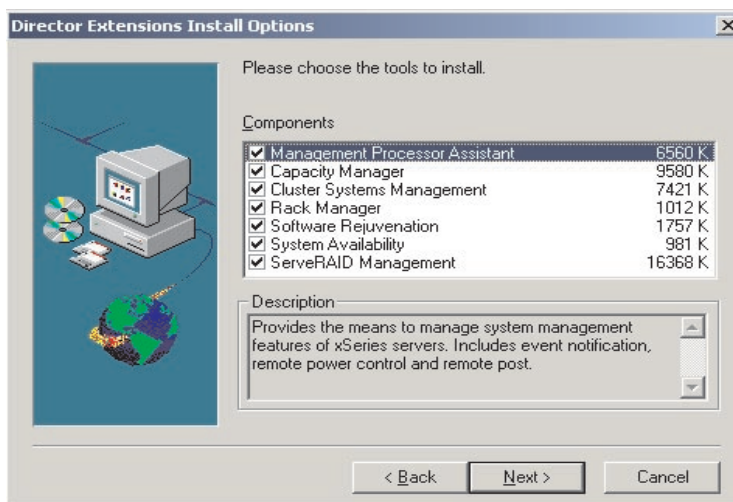 Director Extensions Install Options
Please choose the tools to install.
Components
Management Processor Assistant 6560 K
Capacity Manager 9580 K
Cluster Systems Management 7421 K
Rack Manager 1012 K
Software Rejuvenation 1757 K
System Availability 981 K
ServeRAID Management 16368 K
Description
Provides the means to manage system management
features of xSeries servers. Includes event notification,
remote power control and remote post.
< Back
Next >
Cancel